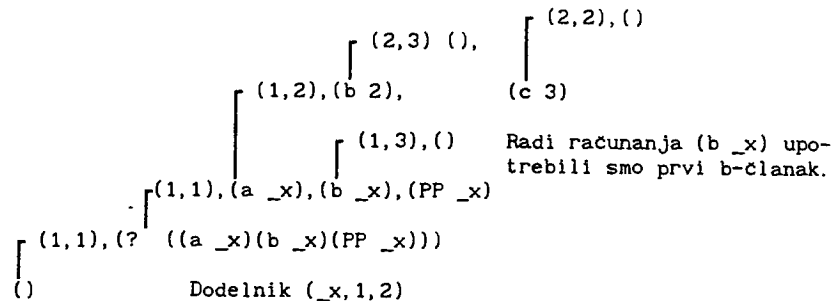 (2,3) (), (2,2),()
(1,2),(b 2), (c 3)
(1,3),() Radi računanja (b _x) upo-
trebili smo prvi b-članak.
(1,1),(a _x),(b _x),(PP _x)
(1,1),(? ((a _x)(b _x)(PP _x)))
() Dodelnik (_x,1,2)